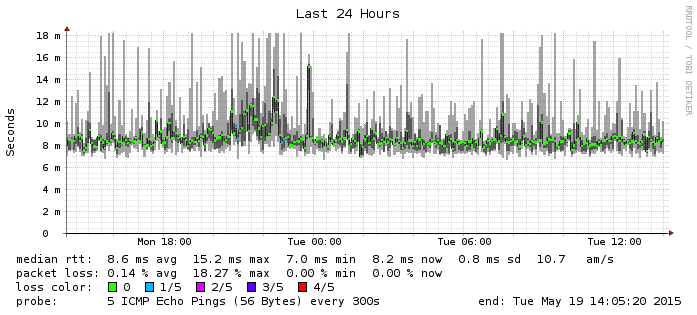 Last 24 Hours
RRDTOOL / TOBI OETIKER
Seconds
18 m
16 m
14 m
12 m
10 m
8 m
6 m
4 m
2 m
0
Mon 18:00 Tue 00:00 Tue 06:00 Tue 12:00
median rtt: 8.6 ms avg 15.2 ms max 7.0 ms min 8.2 ms now 0.8 ms sd 10.7 am/s
packet loss: 0.14 % avg 18.27 % max 0.00 % min 0.00 % now
loss color: 0 1/5 2/5 3/5 4/5
probe: 5 ICMP Echo Pings (56 Bytes) every 300s end: Tue May 19 14:05:20 2015